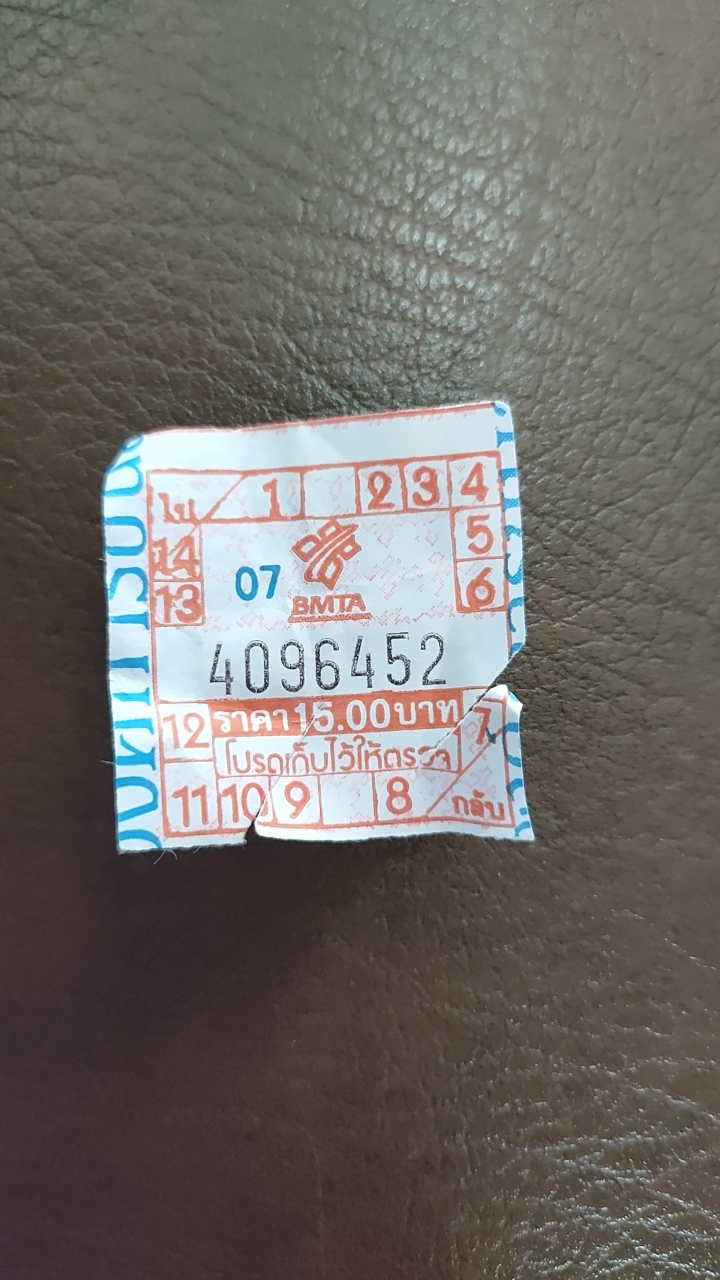 ไป 1 2 3 4
14 5
13 07 6
BMTA
4096452
12 ราคา 15.00 บาท 7
โปรดเก็บไว้ให้ตรวจ
11 10 9 8 กลับ